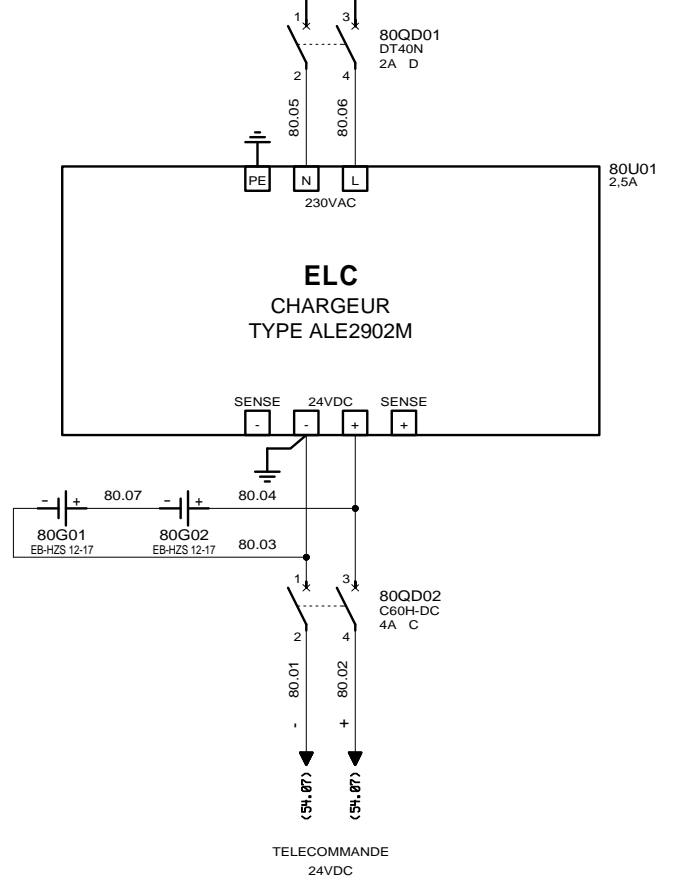 1 3
80QD01
DT40N
2A D
2 4
80.05
80.06
PE N L
230VAC
80U01
2,5A
ELC
CHARGEUR
TYPE ALE2902M
SENSE 24VDC SENSE
- - + +
- + 80.07 - + 80.04
80G01 80G02
EB-HZS 12-17 EB-HZS 12-17
80.03
1 3
80QD02
C60H-DC
4A C
2 4
80.01
80.02
- +
(54.07) (54.07)
TELECOMMANDE
24VDC